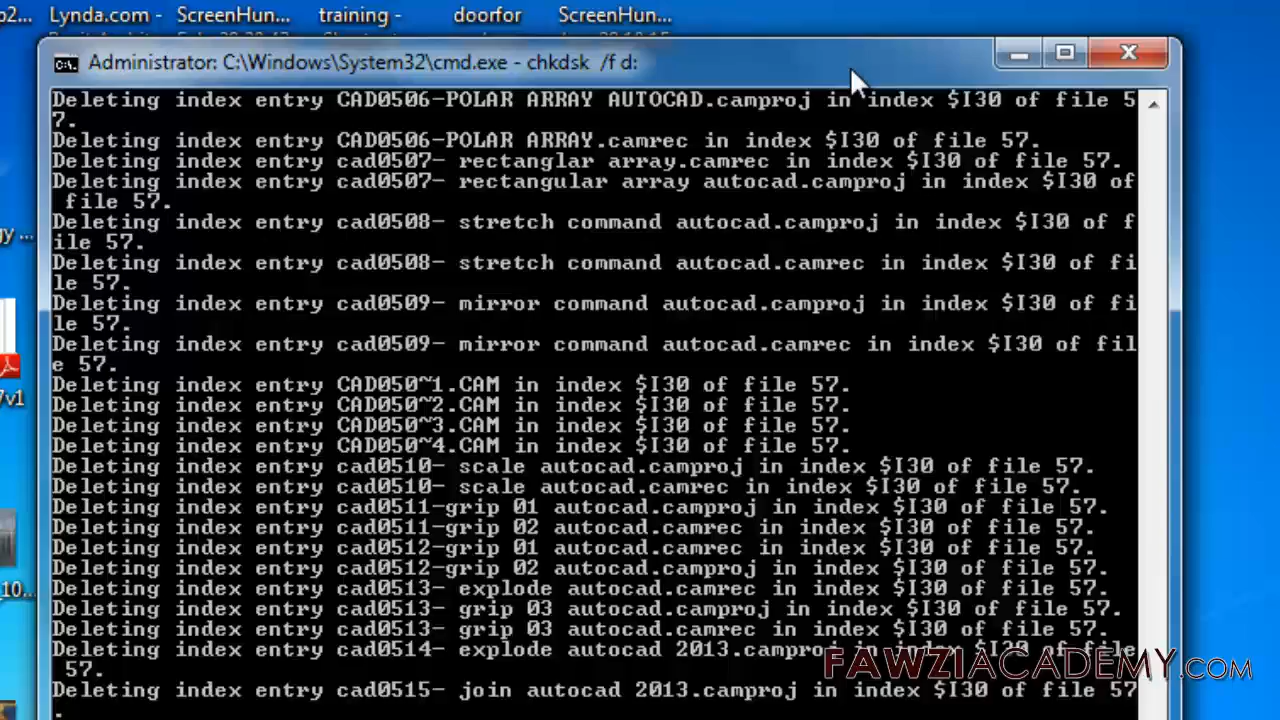 Lynda.com - ScreenHun... training - doorfor ScreenHun...
Administrator: C:\Windows\System32\cmd.exe - chkdsk /f d:
Deleting index entry CAD0506-POLAR ARRAY AUTOCAD.camproj in index $I30 of file 5
7.
Deleting index entry CAD0506-POLAR ARRAY.camrec in index $I30 of file 57.
Deleting index entry cad0507- rectanglar array.camrec in index $I30 of file 57.
Deleting index entry cad0507- rectangular array autocad.camproj in index $I30 of
file 57.
Deleting index entry cad0508- stretch command autocad.camproj in index $I30 of f
ile 57.
Deleting index entry cad0508- stretch command autocad.camrec in index $I30 of fi
le 57.
Deleting index entry cad0509- mirror command autocad.camproj in index $I30 of fi
le 57.
Deleting index entry cad0509- mirror command autocad.camrec in index $I30 of fil
e 57.
Deleting index entry CAD050~1.CAM in index $I30 of file 57.
Deleting index entry CAD050~2.CAM in index $I30 of file 57.
Deleting index entry CAD050~3.CAM in index $I30 of file 57.
Deleting index entry CAD050~4.CAM in index $I30 of file 57.
Deleting index entry cad0510- scale autocad.camproj in index $I30 of file 57.
Deleting index entry cad0510- scale autocad.camrec in index $I30 of file 57.
Deleting index entry cad0511-grip 01 autocad.camproj in index $I30 of file 57.
Deleting index entry cad0511-grip 02 autocad.camrec in index $I30 of file 57.
Deleting index entry cad0512-grip 01 autocad.camrec in index $I30 of file 57.
Deleting index entry cad0512-grip 02 autocad.camproj in index $I30 of file 57.
Deleting index entry cad0513- explode autocad.camrec in index $I30 of file 57.
Deleting index entry cad0513- grip 03 autocad.camproj in index $I30 of file 57.
Deleting index entry cad0513- grip 03 autocad.camrec in index $I30 of file 57.
Deleting index entry cad0514- explode autocad 2013.camproj in index $I30 of file
57.
FAWZIACADEMY.COM
Deleting index entry cad0515- join autocad 2013.camproj in index $I30 of file 57
.